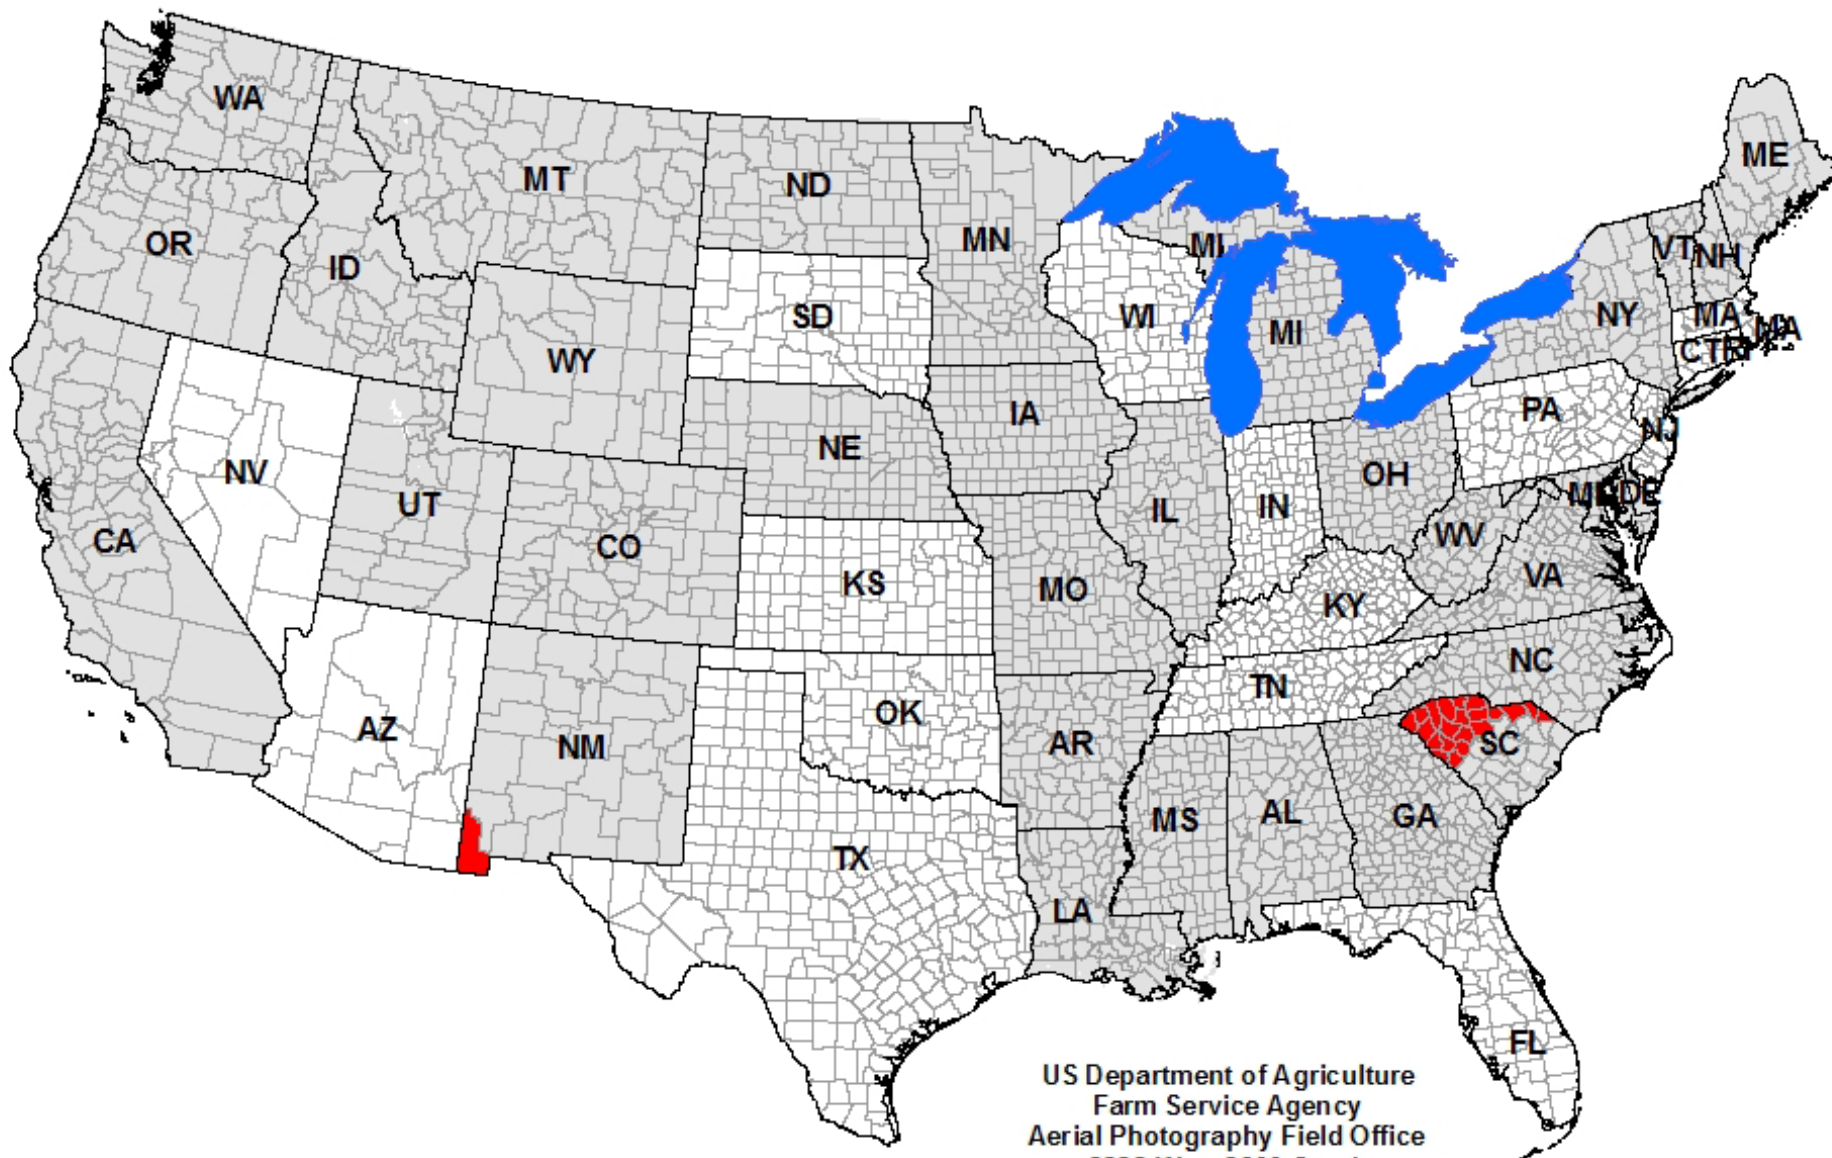 WA
MT
ND
MN
ME
OR
ID
MI
VT
NH
SD
WI
MI
NY
MA
MA
WY
CT
RI
IA
PA
NE
NJ
NV
UT
IL
IN
OH
MD
DE
CA
CO
WV
KS
MO
VA
KY
NC
OK
TN
AZ
NM
AR
SC
MS
AL
GA
TX
LA
FL
US Department of Agriculture
Farm Service Agency
Aerial Photography Field Office